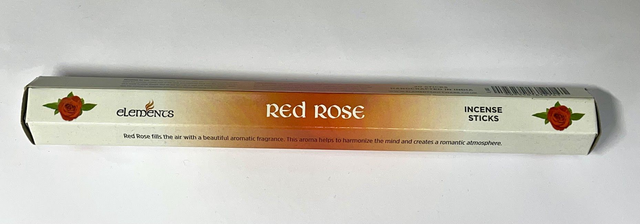 elements
RED ROSE
INCENSE
STICKS
Red Rose fills the air with a beautiful aromatic fragrance. This aroma helps to harmonize the mind and creates a romantic atmosphere.